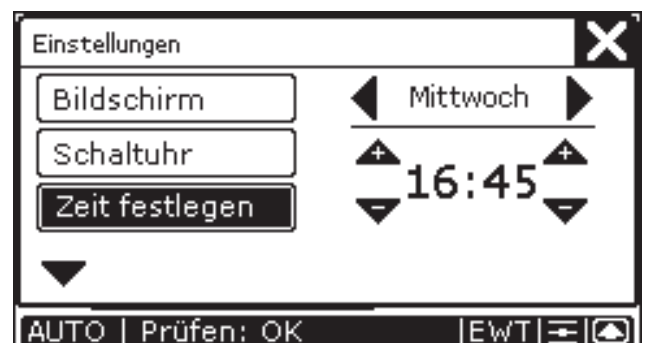 Einstellungen
Bildschirm
Mittwoch
Schaltuhr
16:45
Zeit festlegen
AUTO | Prüfen: OK |EWT|